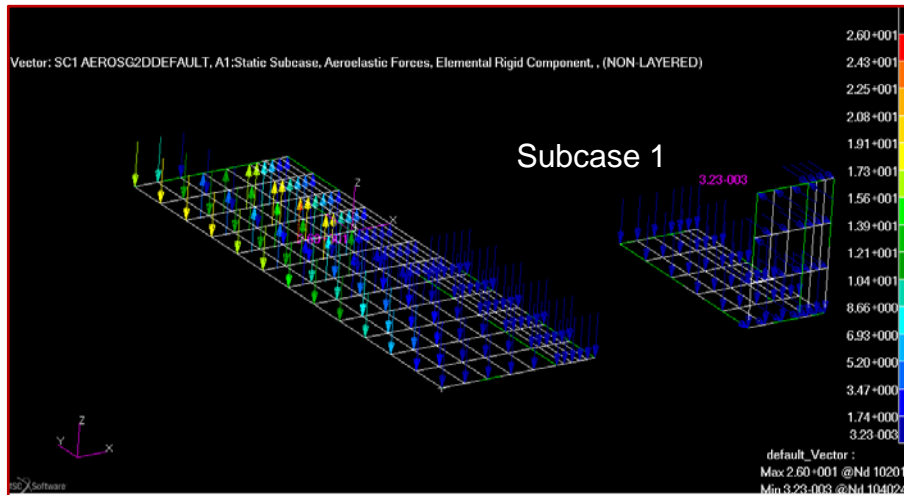 Vector: SC1 AEROSG2DDEFAULT, A1:Static Subcase, Aeroelastic Forces, Elemental Rigid Component, , (NON-LAYERED)
Subcase 1
3.23-003
Z
X
Z
Y
X
Software
2.60+001
2.43+001
2.25+001
2.08+001
1.91+001
1.73+001
1.56+001
1.39+001
1.21+001
1.04+001
8.66+000
6.93+000
5.20+000
3.47+000
1.74+000
3.23-003
default_Vector :
Max 2.60+001 @Nd 10201
Min 3.23-003 @Nd 104024